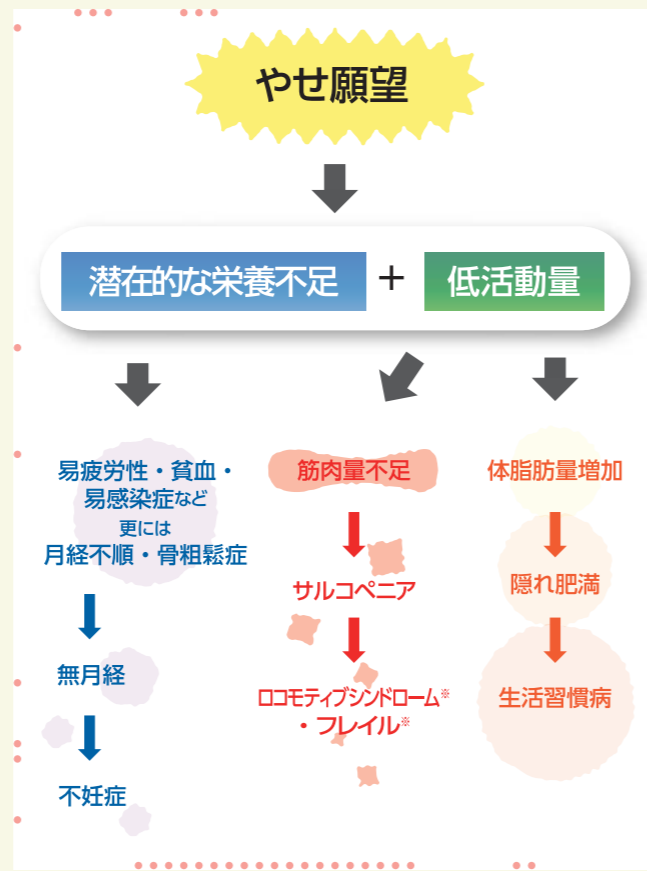 やせ願望
潜在的な栄養不足 + 低活動量
易疲労性・貧血・
易感染症など
更には
月経不順・骨粗鬆症
無月経
不妊症
筋肉量不足
サルコペニア
ロコモティブシンドローム※
・フレイル※
体脂肪量増加
隠れ肥満
生活習慣病